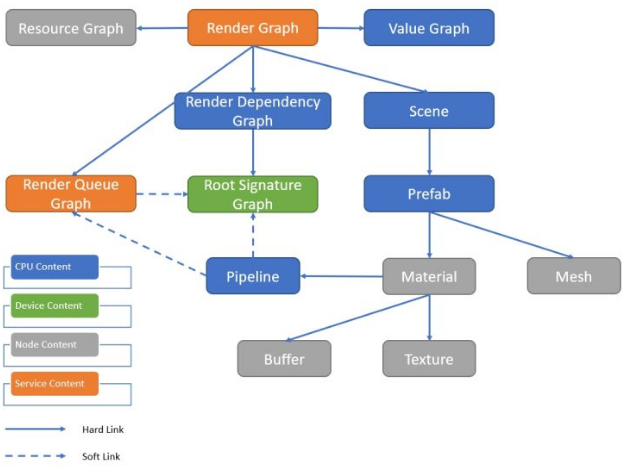 Resource Graph
Render Graph
Value Graph
Render Dependency
Graph
Scene
Render Queue
Graph
Root Signature
Graph
Prefab
CPU Content
Pipeline
Material
Mesh
Device Content
Node Content
Buffer
Texture
Service Content
Hard Link
Soft Link